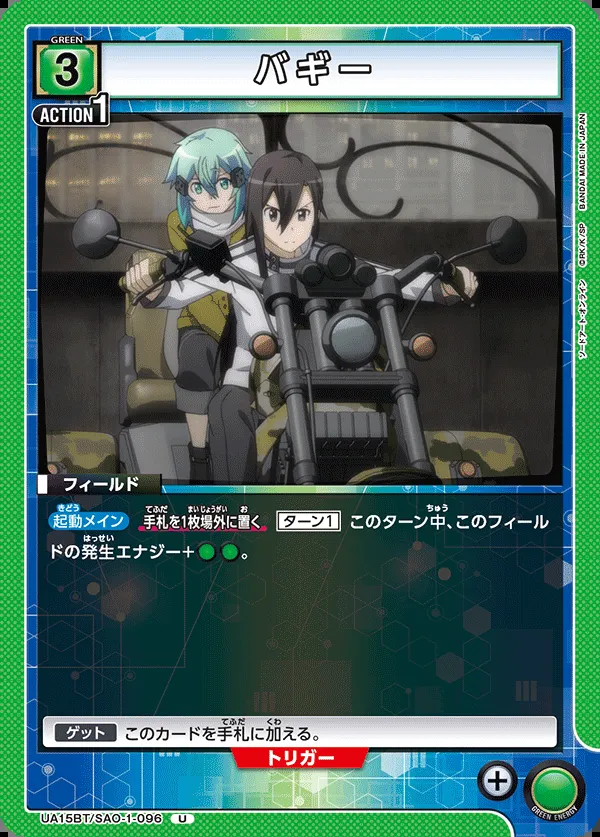 GREEN
3
バギー
ACTION 1
ソードアート・オンライン ©RK/K/SP BANDAI MADE IN JAPAN
フィールド
起動メイン 手札を1枚場外に置く ターン1 このターン中、このフィール
ドの発生エナジー+。
ゲット このカードを手札に加える。
トリガー
UA15BT/SAO-1-096 U
GREEN ENERGY